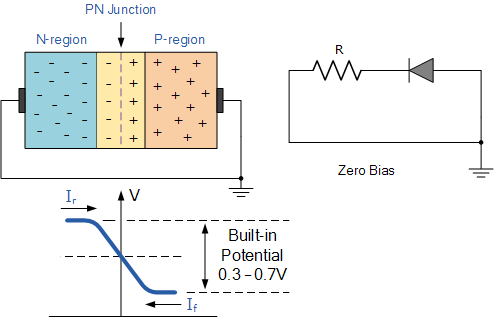 PN Junction
N-region
P-region
R
Zero Bias
Ir
V
Built-in
Potential
0.3 – 0.7V
If